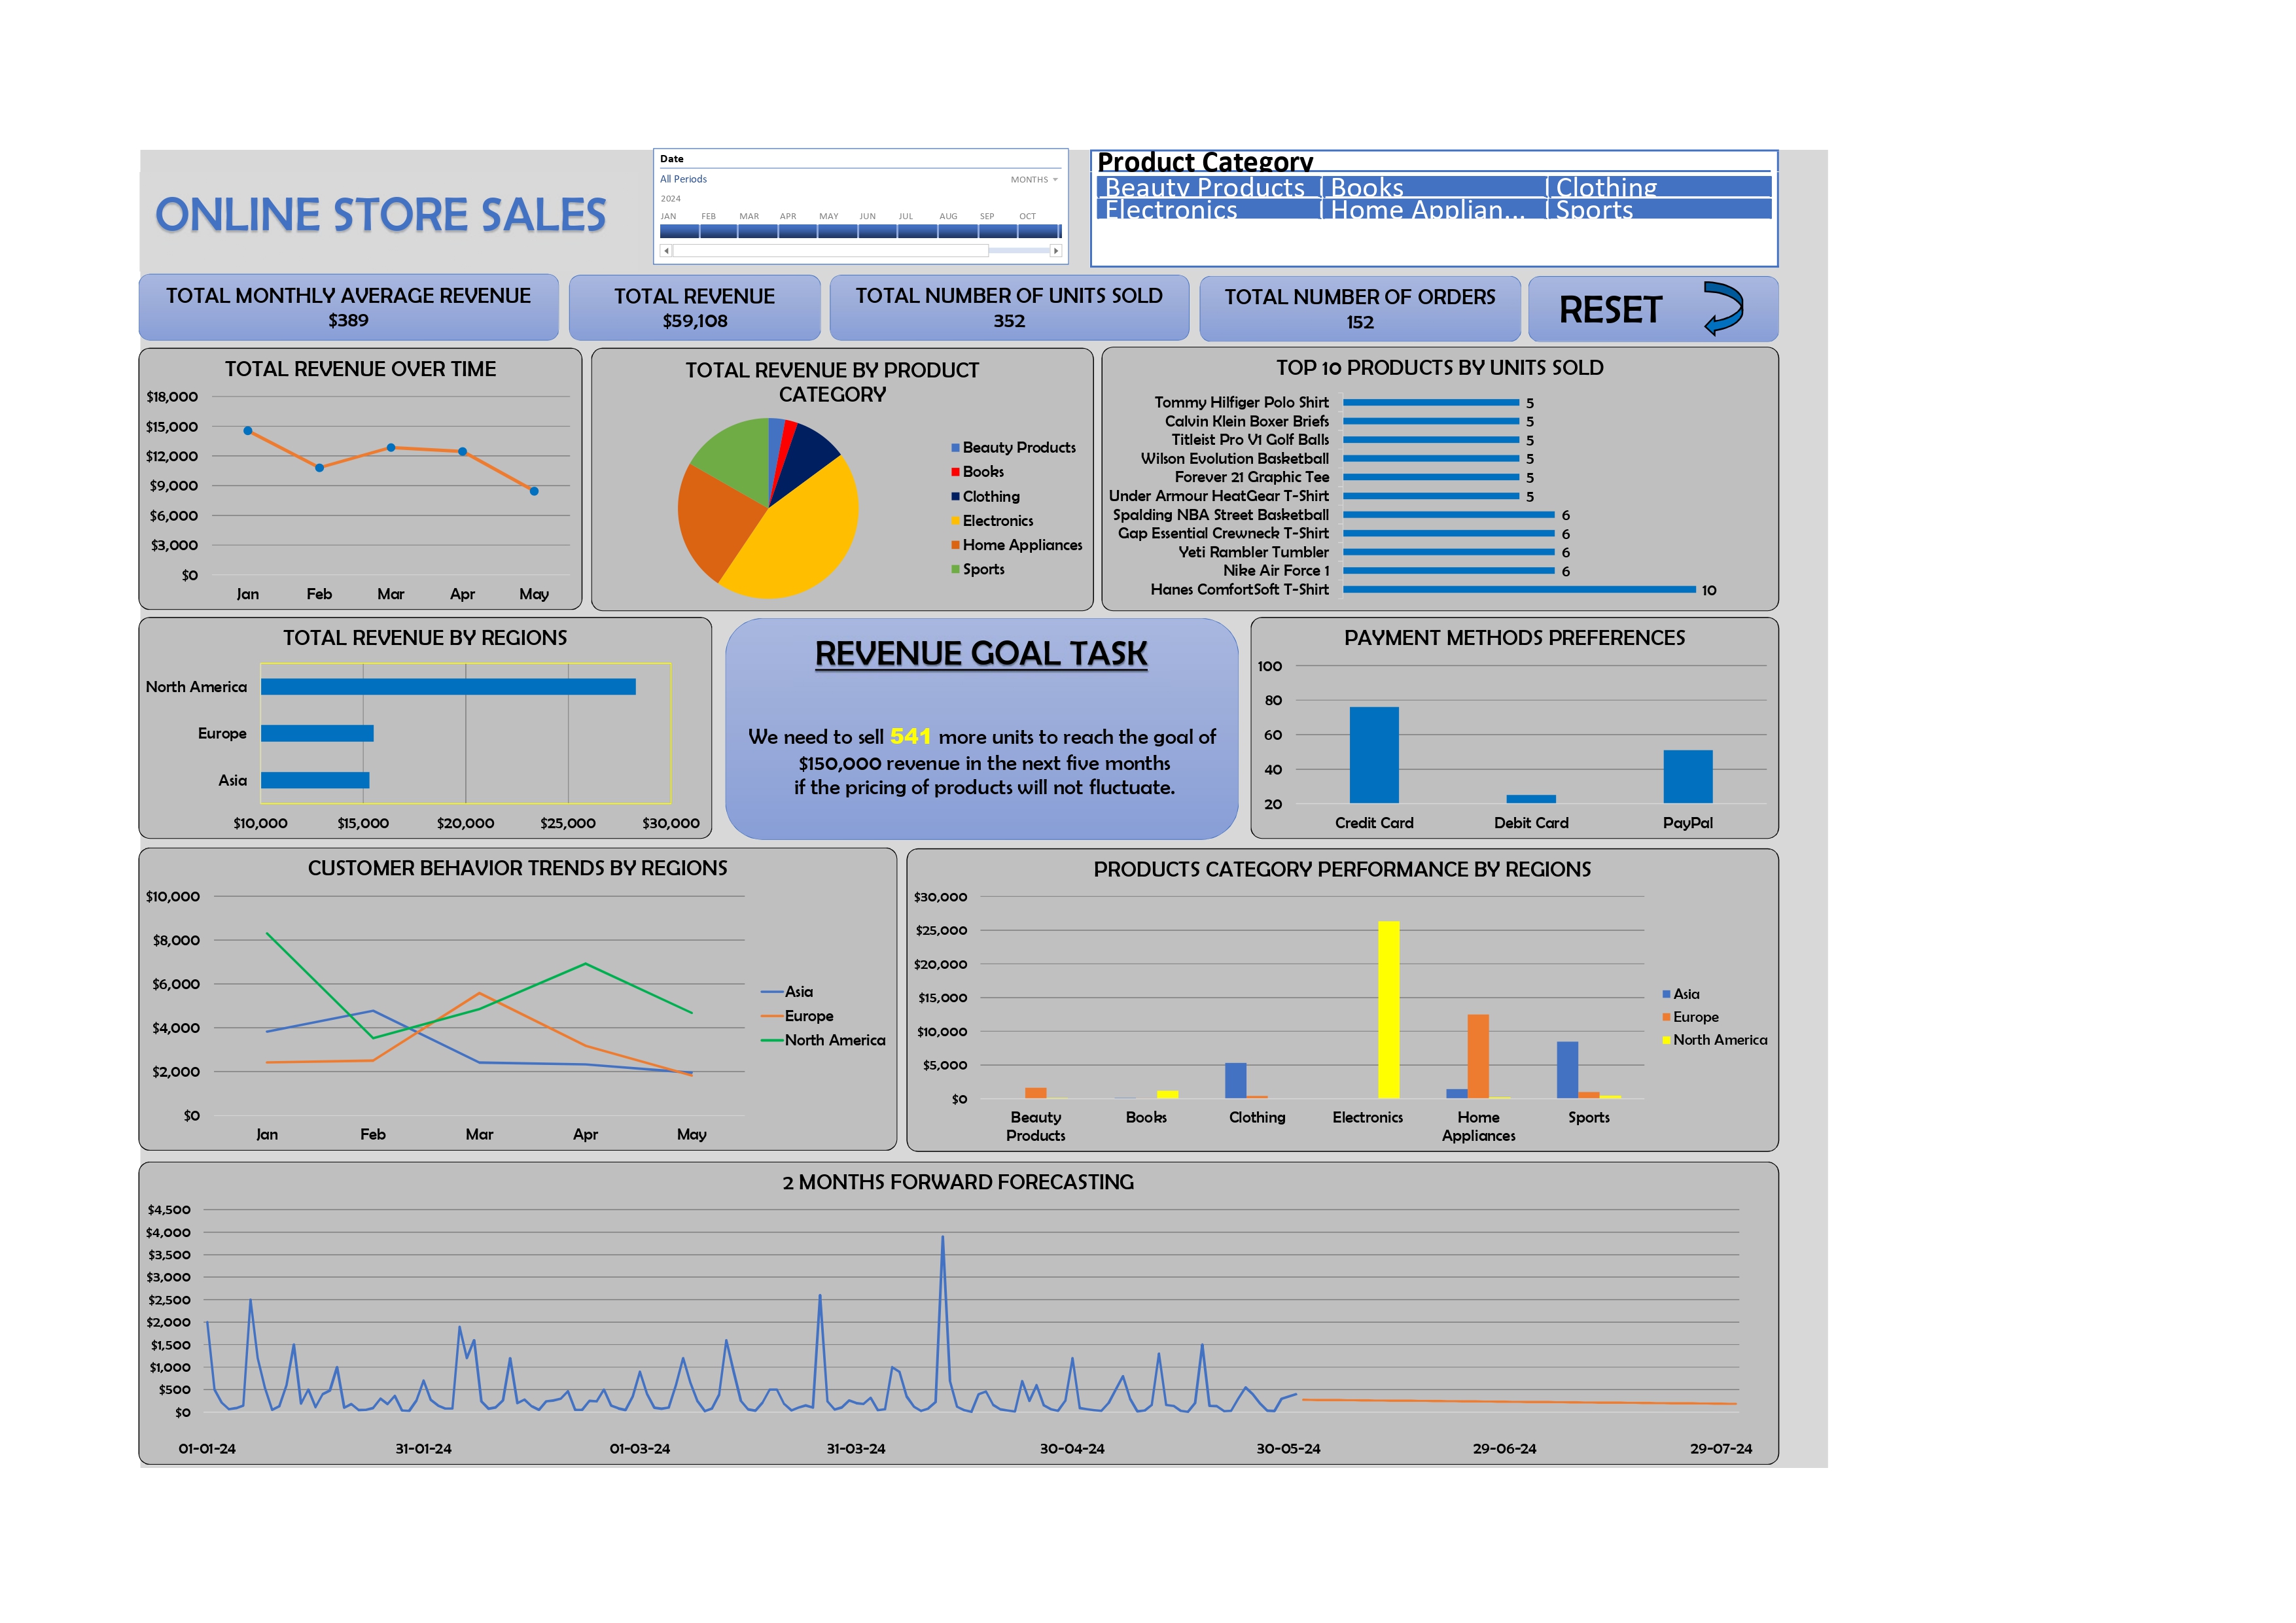 ONLINE STORE SALES
Date
All Periods
MONTHS
2024
JAN FEB MAR APR MAY JUN JUL AUG SEP OCT
Product Category
Beauty Products Books Clothing
Electronics Home Applian... Sports
TOTAL MONTHLY AVERAGE REVENUE
$389
TOTAL REVENUE
$59,108
TOTAL NUMBER OF UNITS SOLD
352
TOTAL NUMBER OF ORDERS
152
RESET
TOTAL REVENUE OVER TIME
$18,000
$15,000
$12,000
$9,000
$6,000
$3,000
$0
Jan Feb Mar Apr May
TOTAL REVENUE BY PRODUCT
CATEGORY
Beauty Products
Books
Clothing
Electronics
Home Appliances
Sports
TOP 10 PRODUCTS BY UNITS SOLD
Tommy Hilfiger Polo Shirt 5
Calvin Klein Boxer Briefs 5
Titleist Pro V1 Golf Balls 5
Wilson Evolution Basketball 5
Forever 21 Graphic Tee 5
Under Armour HeatGear T-Shirt 5
Spalding NBA Street Basketball 6
Gap Essential Crewneck T-Shirt 6
Yeti Rambler Tumbler 6
Nike Air Force 1 6
Hanes ComfortSoft T-Shirt 10
TOTAL REVENUE BY REGIONS
North America
Europe
Asia
$10,000 $15,000 $20,000 $25,000 $30,000
REVENUE GOAL TASK
We need to sell 541 more units to reach the goal of
$150,000 revenue in the next five months
if the pricing of products will not fluctuate.
PAYMENT METHODS PREFERENCES
100
80
60
40
20
Credit Card Debit Card PayPal
CUSTOMER BEHAVIOR TRENDS BY REGIONS
$10,000
$8,000
$6,000
$4,000
$2,000
$0
Jan Feb Mar Apr May
Asia
Europe
North America
PRODUCTS CATEGORY PERFORMANCE BY REGIONS
$30,000
$25,000
$20,000
$15,000
$10,000
$5,000
$0
Beauty Books Clothing Electronics Home Sports
Products Appliances
Asia
Europe
North America
2 MONTHS FORWARD FORECASTING
$4,500
$4,000
$3,500
$3,000
$2,500
$2,000
$1,500
$1,000
$500
$0
01-01-24 31-01-24 01-03-24 31-03-24 30-04-24 30-05-24 29-06-24 29-07-24